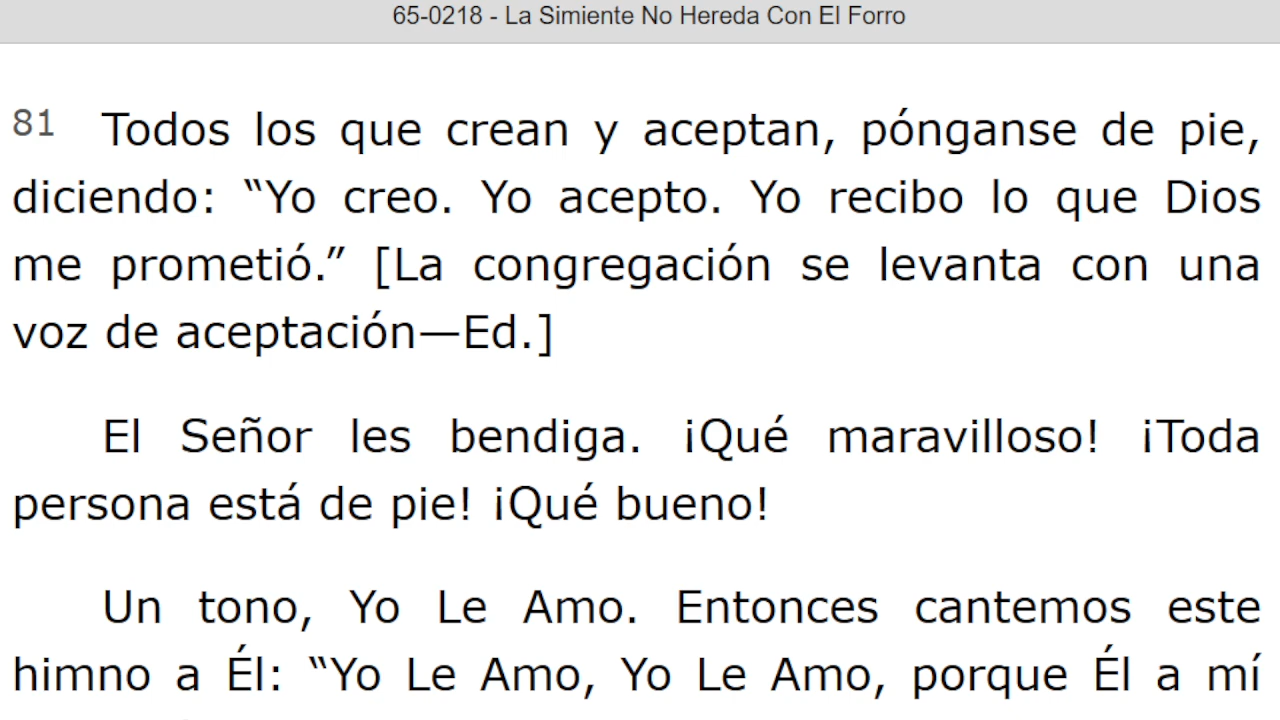 65-0218 - La Simiente No Hereda Con El Forro
81 Todos los que crean y aceptan, pónganse de pie,
diciendo: “Yo creo. Yo acepto. Yo recibo lo que Dios
me prometió.” [La congregación se levanta con una
voz de aceptación—Ed.]
El Señor les bendiga. ¡Qué maravilloso! ¡Toda
persona está de pie! ¡Qué bueno!
Un tono, Yo Le Amo. Entonces cantemos este
himno a Él: “Yo Le Amo, Yo Le Amo, porque Él a mí